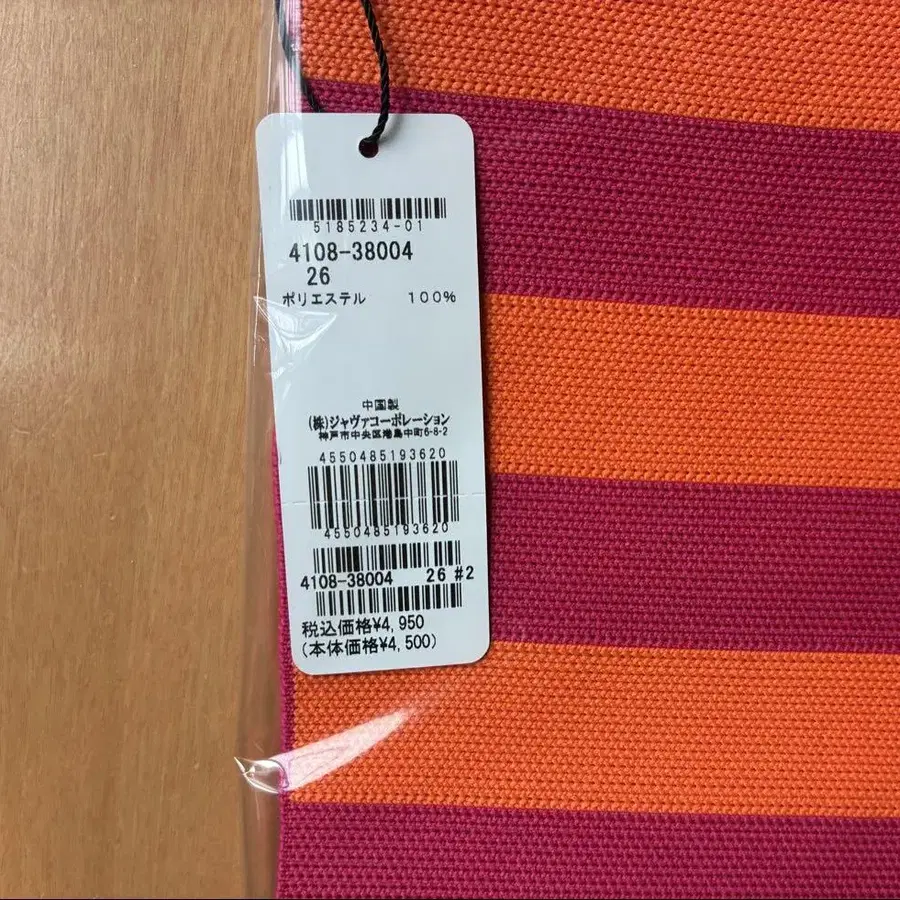 5185234-01
4108-38004
26
ポリエステル 100%
中国製
(株)ジャヴァコーポレーション
神戸市中央区港島中町6-8-2
4550485193620
4550485193620
4108-38004 26 #2
税込価格¥4,950
(本体価格¥4,500)